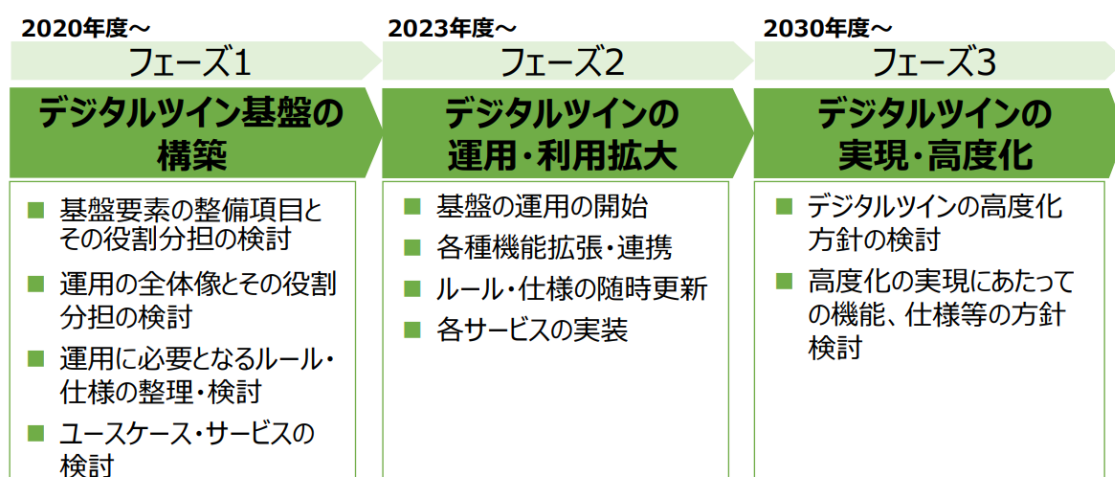 2020年度～
フェーズ1
デジタルツイン基盤の
構築
■ 基盤要素の整備項目と
その役割分担の検討
■ 運用の全体像とその役割
分担の検討
■ 運用に必要となるルール・
仕様の整理・検討
■ ユースケース・サービスの
検討
2023年度～
フェーズ2
デジタルツインの
運用・利用拡大
■ 基盤の運用の開始
■ 各種機能拡張・連携
■ ルール・仕様の随時更新
■ 各サービスの実装
2030年度～
フェーズ3
デジタルツインの
実現・高度化
■ デジタルツインの高度化
方針の検討
■ 高度化の実現にあたって
の機能、仕様等の方針
検討